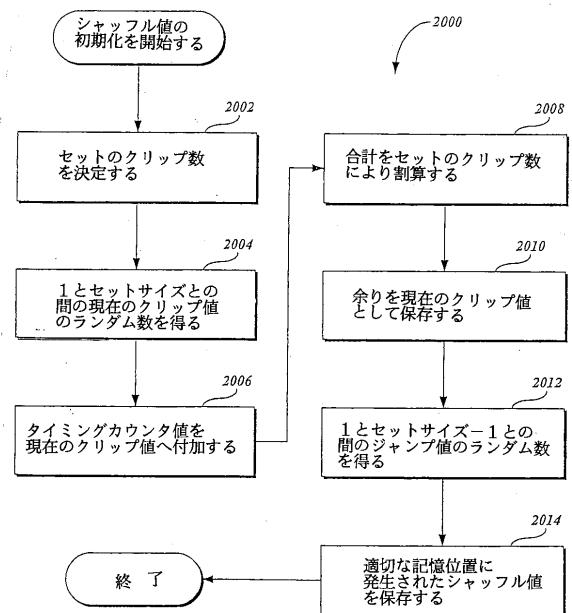 シャッフル値の
初期化を開始する
2000
2002
セットのクリップ数
を決定する
2004
1とセットサイズとの
間の現在のクリップ値
のランダム数を得る
2006
タイミングカウンタ値を
現在のクリップ値へ付加する
2008
合計をセットのクリップ数
により割算する
2010
余りを現在のクリップ値
として保存する
2012
1とセットサイズ−1との
間のジャンプ値のランダム数
を得る
2014
適切な記憶位置に
発生されたシャッフル値
を保存する
終 了